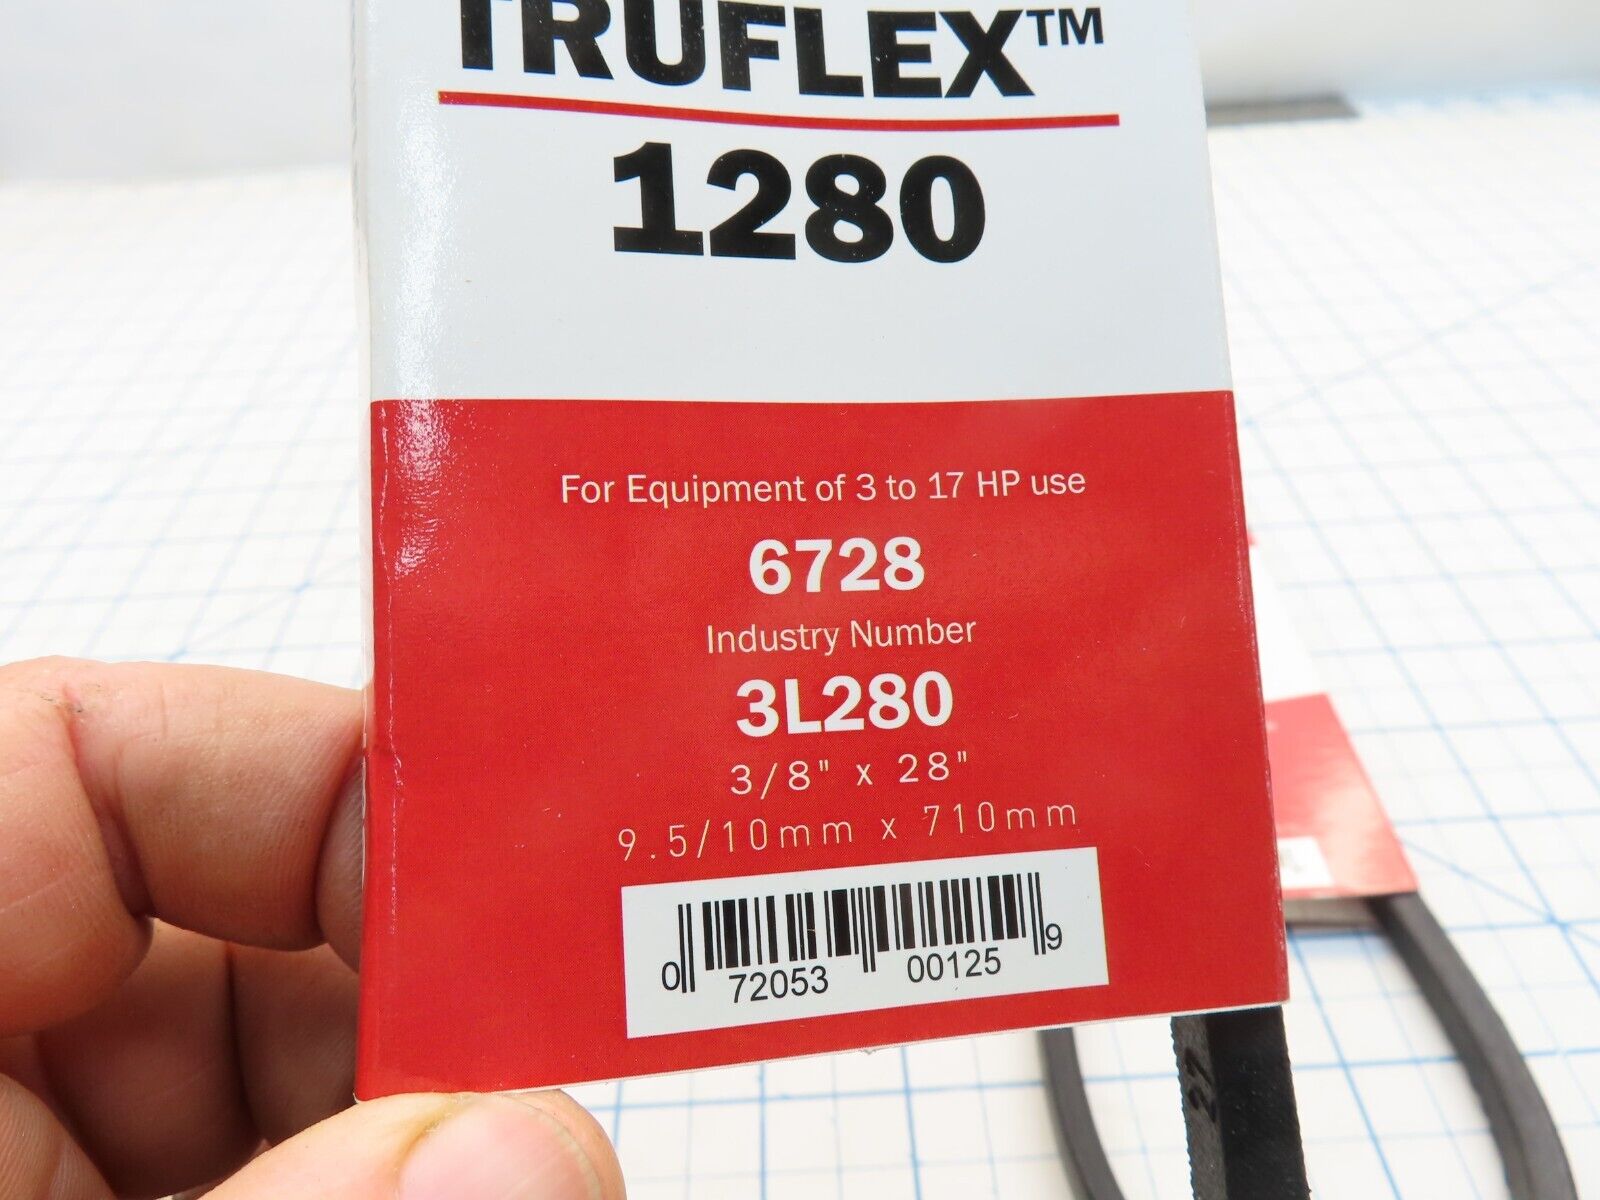 TRUFLEX™
1280
For Equipment of 3 to 17 HP use
6728
Industry Number
3L280
3/8" x 28"
9.5/10mm x 710mm
0 72053 00125 9